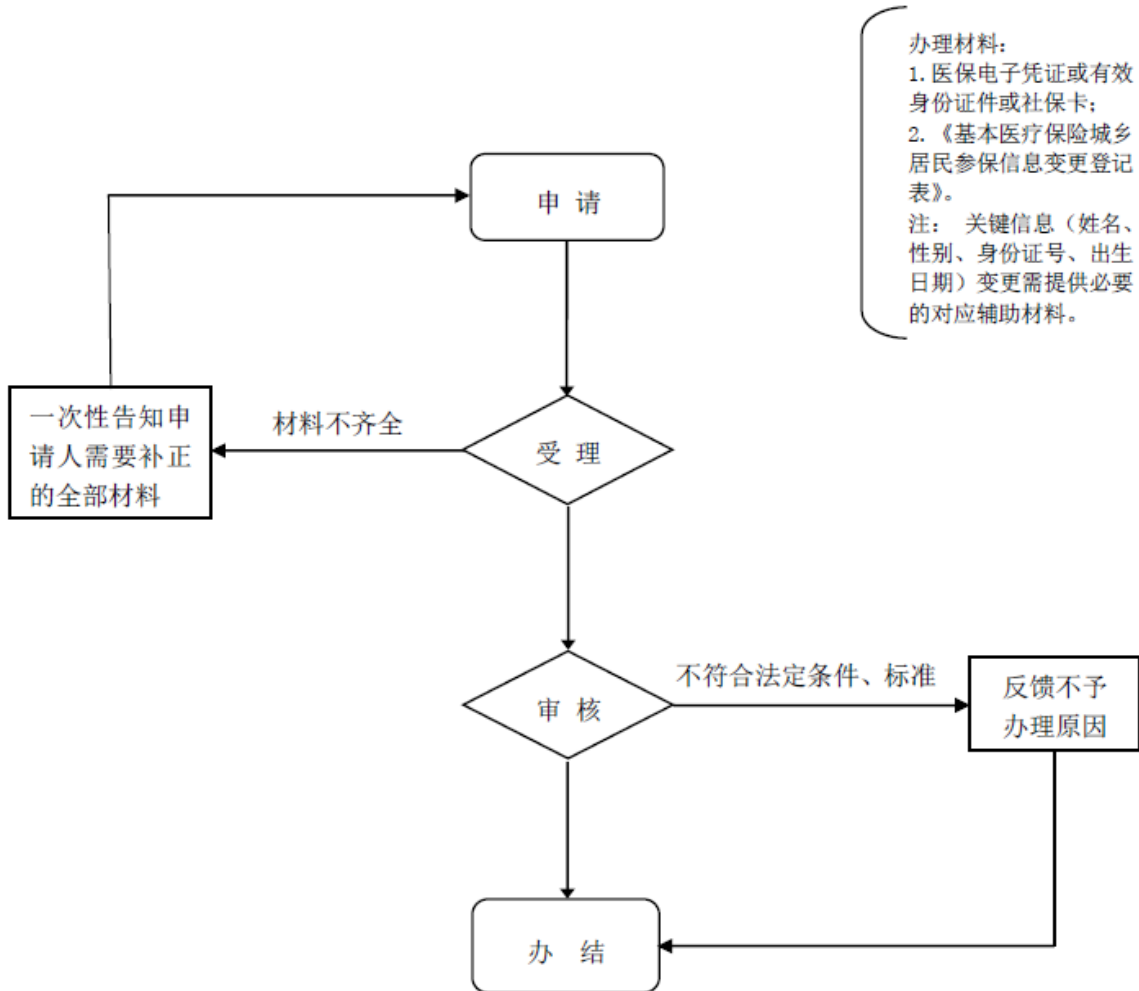 办理材料：
1. 医保电子凭证或有效
身份证件或社保卡；
2. 《基本医疗保险城乡
居民参保信息变更登记
表》。
注： 关键信息（姓名、
性别、身份证号、出生
日期）变更需提供必要
的对应辅助材料。
申 请
一次性告知申
请人需要补正
的全部材料
材料不齐全
受 理
审 核
不符合法定条件、标准
反馈不予
办理原因
办 结